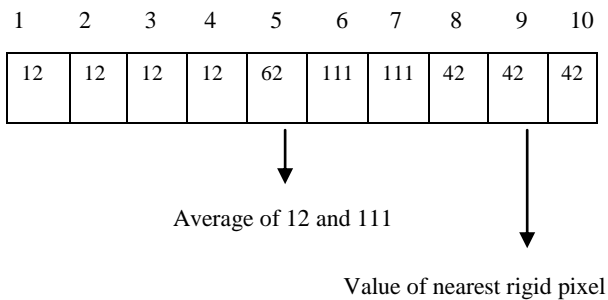 1 2 3 4 5 6 7 8 9 10
12 12 12 12 62 111 111 42 42 42
Average of 12 and 111
Value of nearest rigid pixel